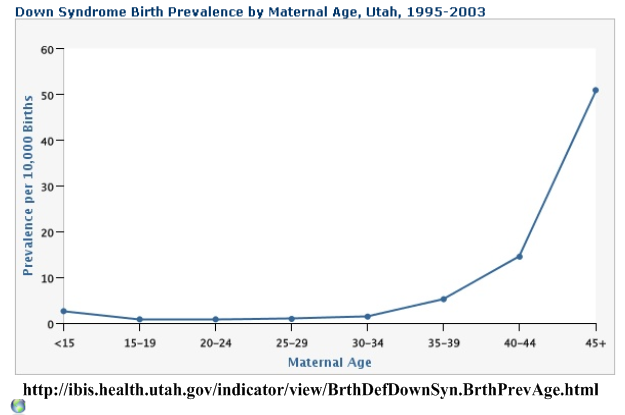 Down Syndrome Birth Prevalence by Maternal Age, Utah, 1995-2003
60
50
40
30
20
10
0
Prevalence per 10,000 Births
<15 15-19 20-24 25-29 30-34 35-39 40-44 45+
Maternal Age
http://ibis.health.utah.gov/indicator/view/BrthDefDownSyn.BrthPrevAge.html